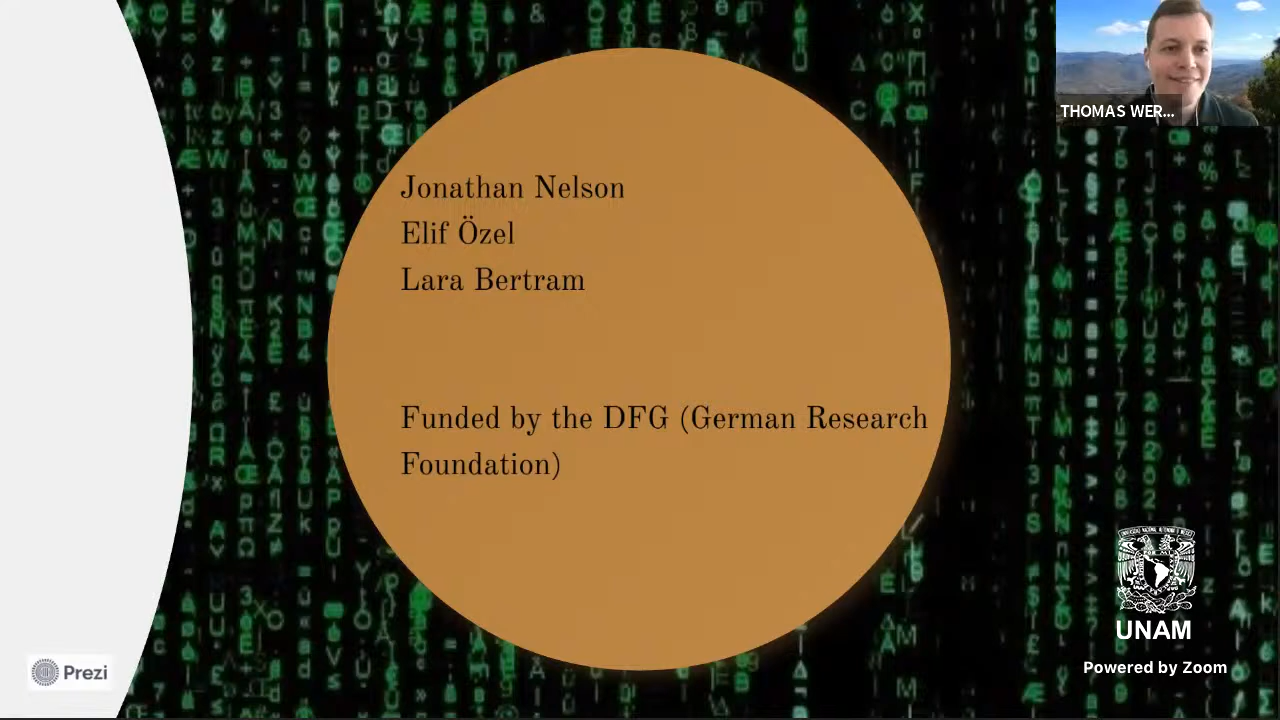 THOMAS WER...
Jonathan Nelson
Elif Özel
Lara Bertram
Funded by the DFG (German Research
Foundation)
UNAM
Powered by Zoom
Prezi